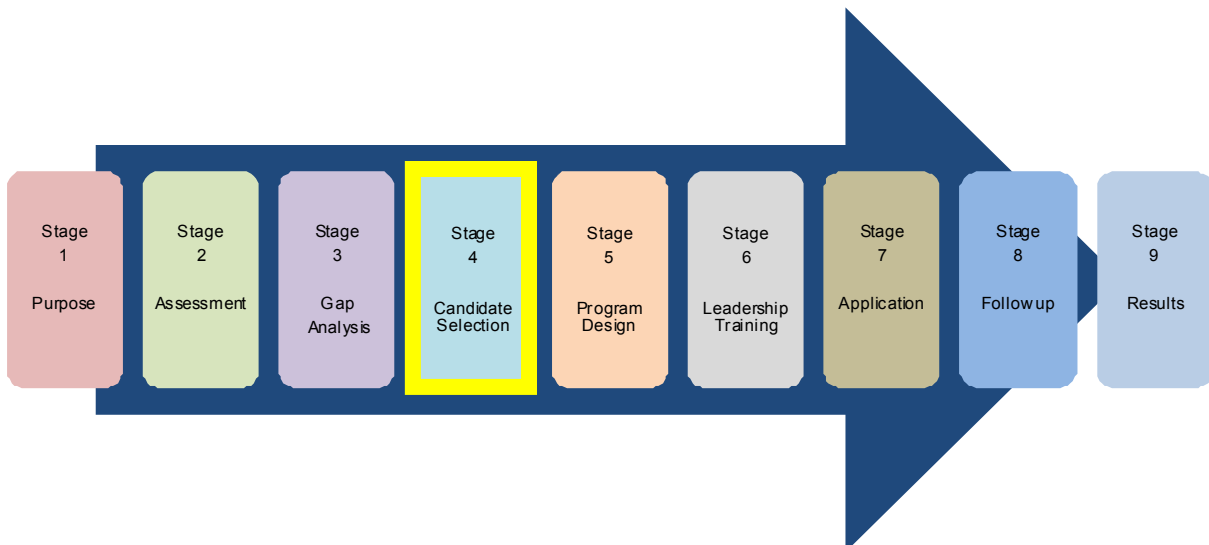 Stage
1
Purpose
Stage
2
Assessment
Stage
3
Gap
Analysis
Stage
4
Candidate
Selection
Stage
5
Program
Design
Stage
6
Leadership
Training
Stage
7
Application
Stage
8
Follow up
Stage
9
Results